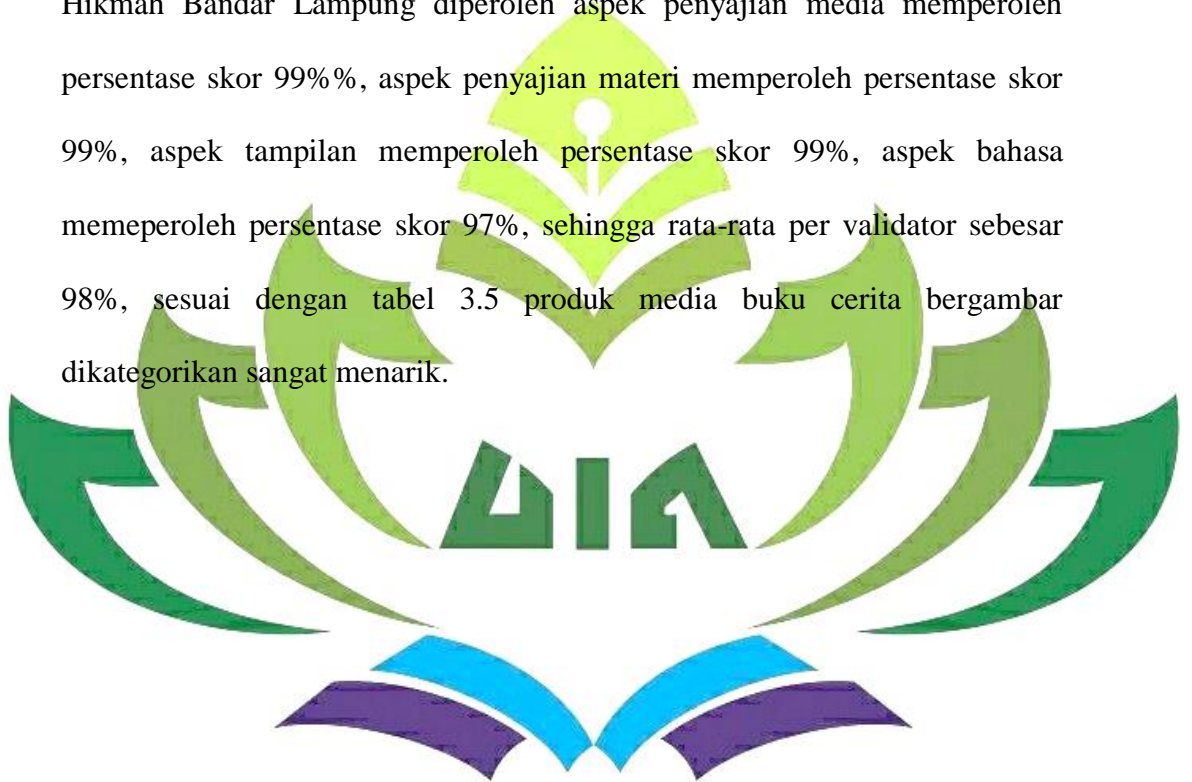 Hikmah Bandar Lampung diperoleh aspek penyajian media memperoleh
persentase skor 99%%, aspek penyajian materi memperoleh persentase skor
99%, aspek tampilan memperoleh persentase skor 99%, aspek bahasa
memeperoleh persentase skor 97%, sehingga rata-rata per validator sebesar
98%, sesuai dengan tabel 3.5 produk media buku cerita bergambar
dikategorikan sangat menarik.
UIN